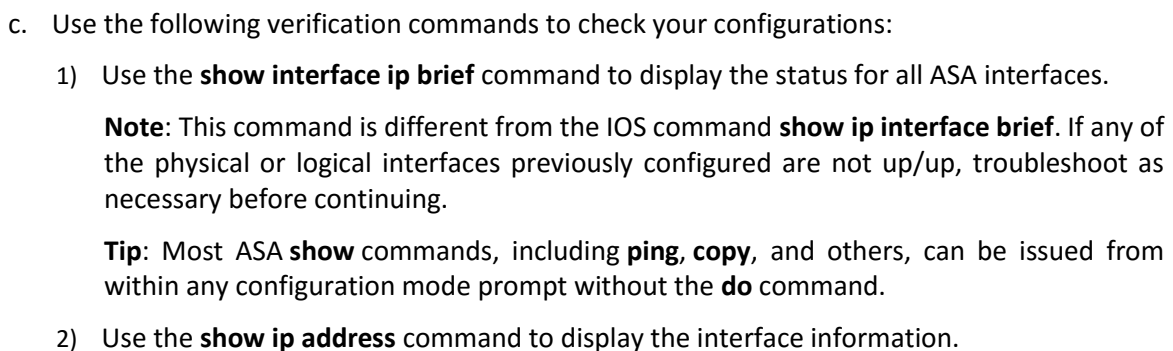 c. Use the following verification commands to check your configurations:
1) Use the show interface ip brief command to display the status for all ASA interfaces.
Note: This command is different from the IOS command show ip interface brief. If any of
the physical or logical interfaces previously configured are not up/up, troubleshoot as
necessary before continuing.
Tip: Most ASA show commands, including ping, copy, and others, can be issued from
within any configuration mode prompt without the do command.
2) Use the show ip address command to display the interface information.